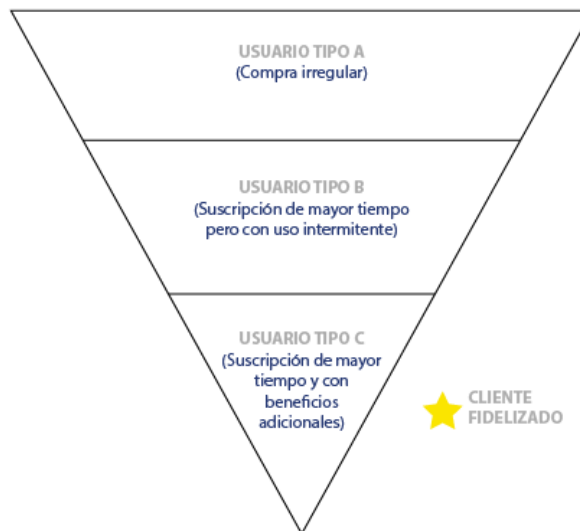 USUARIO TIPO A
(Compra irregular)
USUARIO TIPO B
(Suscripción de mayor tiempo
pero con uso intermitente)
USUARIO TIPO C
(Suscripción de mayor
tiempo y con
beneficios
adicionales)
CLIENTE
FIDELIZADO